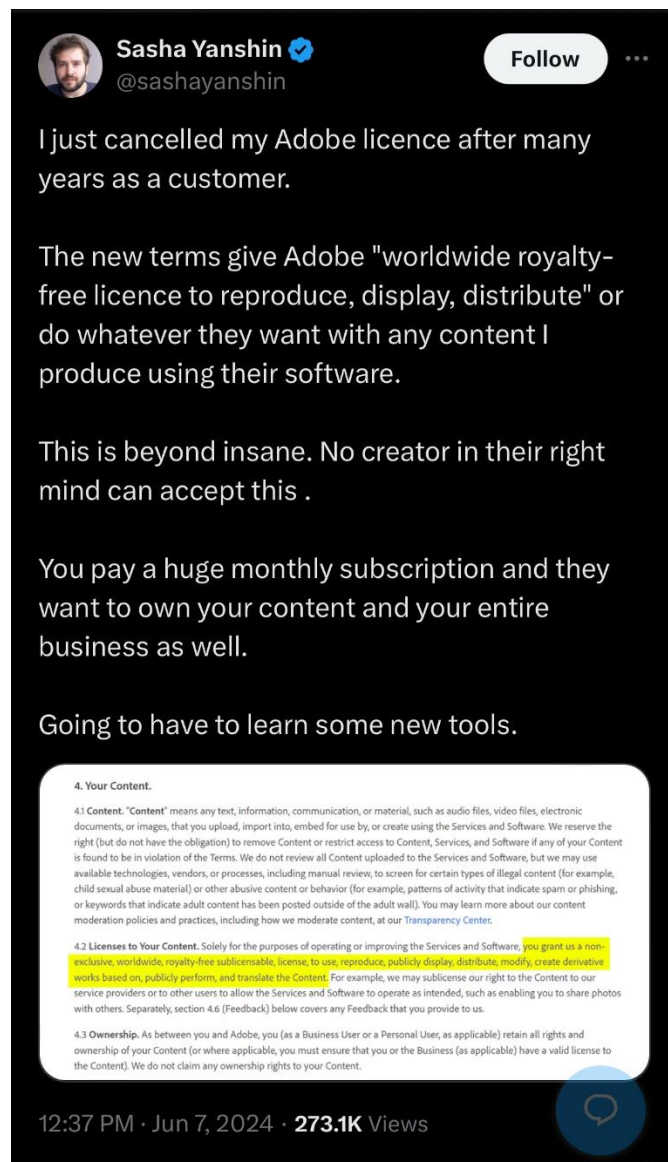 Sasha Yanshin
Follow
@sashayanshin
I just cancelled my Adobe licence after many
years as a customer.
The new terms give Adobe "worldwide royalty-
free licence to reproduce, display, distribute" or
do whatever they want with any content I
produce using their software.
This is beyond insane. No creator in their right
mind can accept this .
You pay a huge monthly subscription and they
want to own your content and your entire
business as well.
Going to have to learn some new tools.
4. Your Content.
4.1 Content. "Content" means any text, information, communication, or material, such as audio files, video files, electronic
documents, or images, that you upload, import into, embed for use by, or create using the Services and Software. We reserve the
right (but do not have the obligation) to remove Content or restrict access to Content, Services, and Software if any of your Content
is found to be in violation of the Terms. We do not review all Content uploaded to the Services and Software, but we may use
available technologies, vendors, or processes, including manual review, to screen for certain types of illegal content (for example,
child sexual abuse material) or other abusive content or behavior (for example, patterns of activity that indicate spam or phishing,
or keywords that indicate adult content has been posted outside of the adult wall). You may learn more about our content
moderation policies and practices, including how we moderate content, at our Transparency Center.
4.2 Licenses to Your Content. Solely for the purposes of operating or improving the Services and Software, you grant us a non-
exclusive, worldwide, royalty-free sublicensable, license, to use, reproduce, publicly display, distribute, modify, create derivative
works based on, publicly perform, and translate the Content. For example, we may sublicense our right to the Content to our
service providers or to other users to allow the Services and Software to operate as intended, such as enabling you to share photos
with others. Separately, section 4.6 (Feedback) below covers any Feedback that you provide to us.
4.3 Ownership. As between you and Adobe, you (as a Business User or a Personal User, as applicable) retain all rights and
ownership of your Content (or where applicable, you must ensure that you or the Business (as applicable) have a valid license to
the Content). We do not claim any ownership rights to your Content.
12:37 PM · Jun 7, 2024 · 273.1K Views